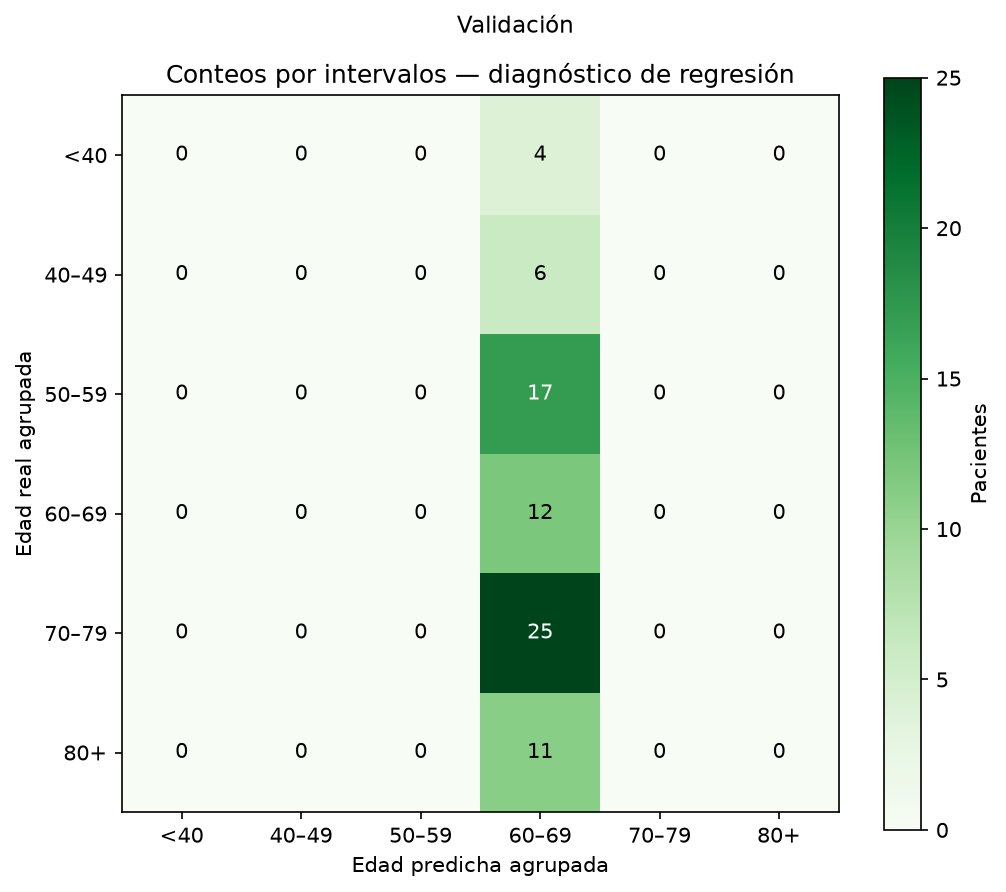 Validación
Conteos por intervalos — diagnóstico de regresión
25
<40 0 0 0 4 0 0
20
40–49 0 0 0 6 0 0
15
50–59 0 0 0 17 0 0
Edad real agrupada
Pacientes
10
60–69 0 0 0 12 0 0
5
70–79 0 0 0 25 0 0
80+ 0 0 0 11 0 0
0
<40 40–49 50–59 60–69 70–79 80+
Edad predicha agrupada